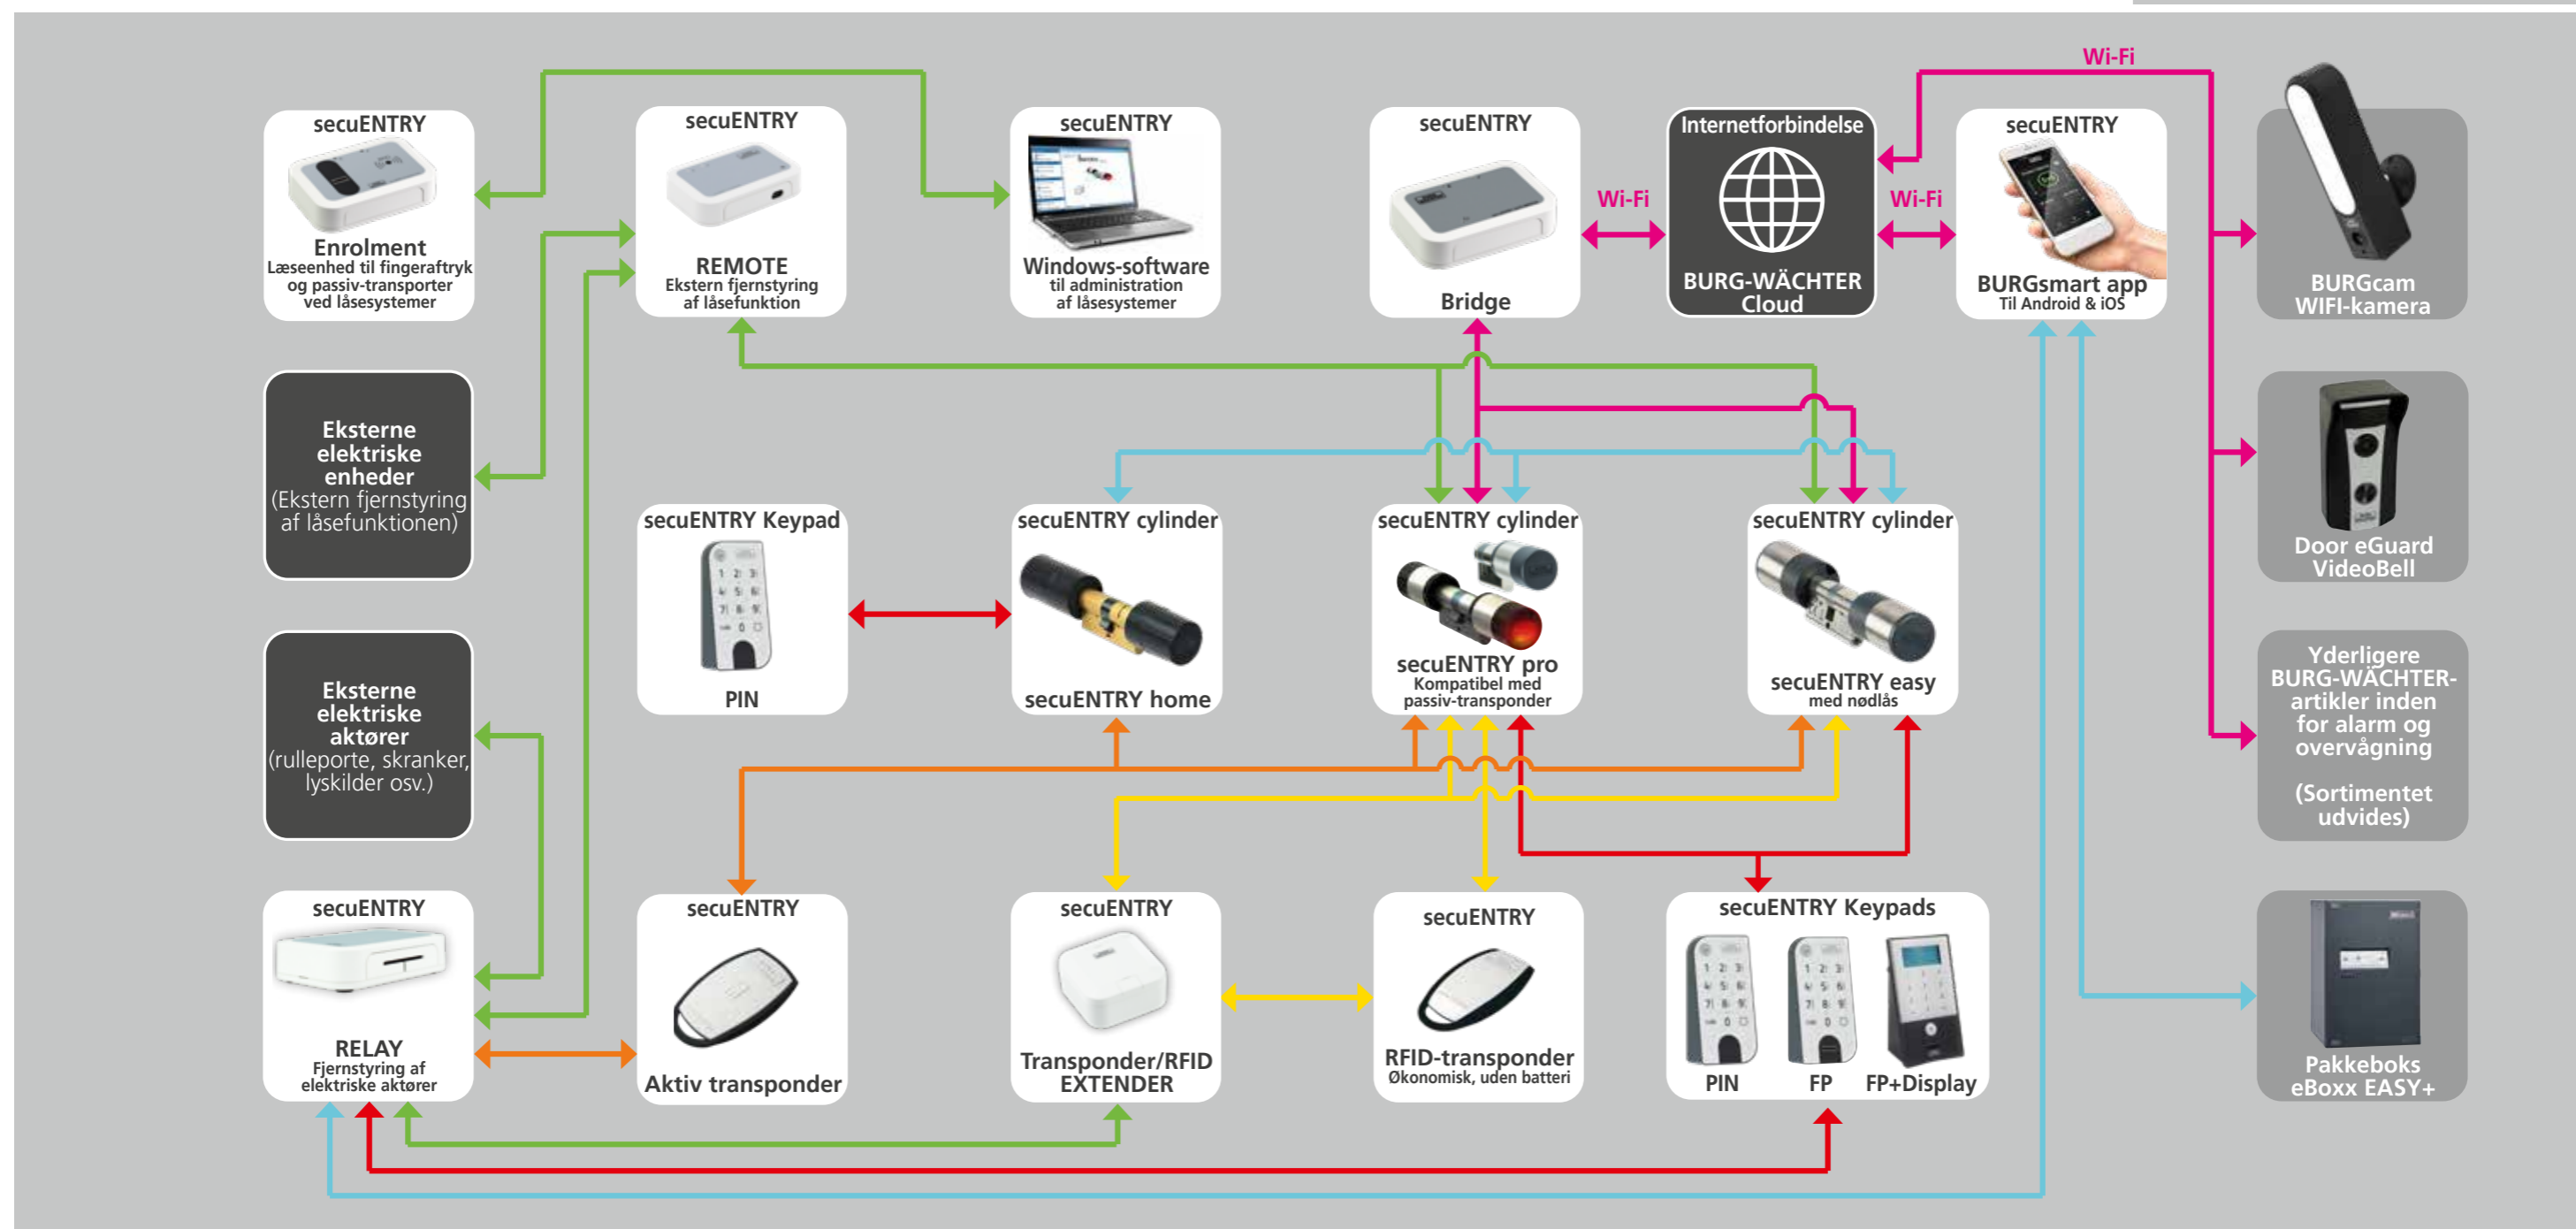 Wi-Fi
secuENTRY
Enrolment
Læseenhed til fingeraftryk
og passiv-transporter
ved låsesystemer
secuENTRY
REMOTE
Ekstern fjernstyring
af låsefunktion
secuENTRY
Windows-software
til administration
af låsesystemer
secuENTRY
Bridge
Wi-Fi
Internetforbindelse
BURG-WÄCHTER
Cloud
Wi-Fi
secuENTRY
BURGsmart app
Til Android & iOS
BURGcam
WIFI-kamera
Eksterne
elektriske
enheder
(Ekstern fjernstyring
af låsefunktionen)
Door eGuard
VideoBell
secuENTRY Keypad
PIN
secuENTRY cylinder
secuENTRY home
secuENTRY cylinder
secuENTRY pro
Kompatibel med
passiv-transponder
secuENTRY cylinder
secuENTRY easy
med nødlås
Eksterne
elektriske
aktører
(rulleporte, skranker,
lyskilder osv.)
Yderligere
BURG-WÄCHTER-
artikler inden
for alarm og
overvågning
(Sortimentet
udvides)
secuENTRY
RELAY
Fjernstyring af
elektriske aktører
secuENTRY
Aktiv transponder
secuENTRY
Transponder/RFID
EXTENDER
secuENTRY
RFID-transponder
Økonomisk, uden batteri
secuENTRY Keypads
PIN
FP
FP+Display
Pakkeboks
eBoxx EASY+